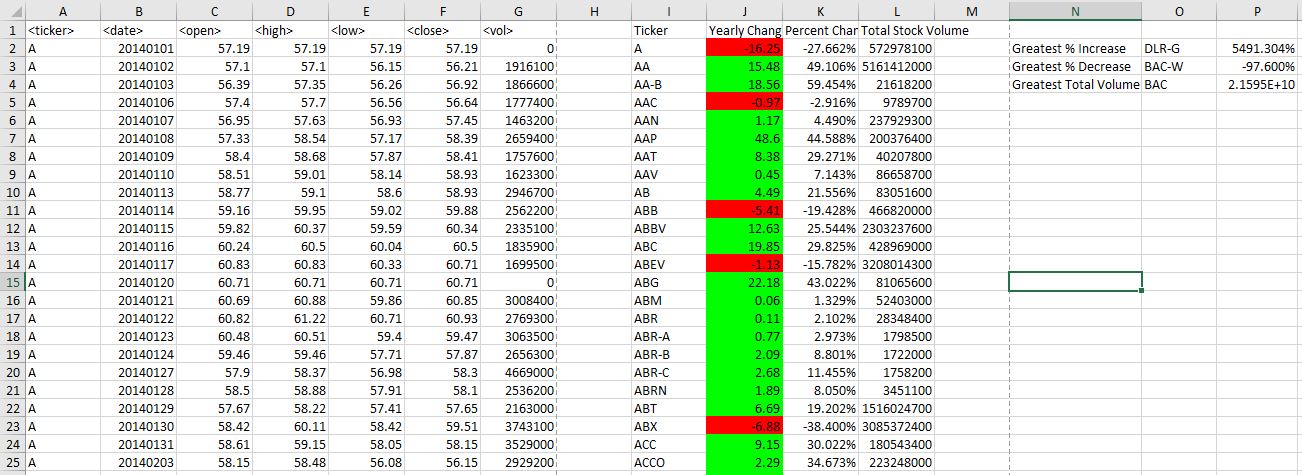 A B C D E F G H I J K L M N O P
1 <ticker> <date> <open> <high> <low> <close> <vol> Ticker Yearly Chang Percent Char Total Stock Volume
2 A 20140101 57.19 57.19 57.19 57.19 0 A -16.25 -27.662% 572978100 Greatest % Increase DLR-G 5491.304%
3 A 20140102 57.1 57.1 56.15 56.21 1916100 AA 15.48 49.106% 5161412000 Greatest % Decrease BAC-W -97.600%
4 A 20140103 56.39 57.35 56.26 56.92 1866600 AA-B 18.56 59.454% 21618200 Greatest Total Volume BAC 2.1595E+10
5 A 20140106 57.4 57.7 56.56 56.64 1777400 AAC -0.97 -2.916% 9789700
6 A 20140107 56.95 57.63 56.93 57.45 1463200 AAN 1.17 4.490% 237929300
7 A 20140108 57.33 58.54 57.17 58.39 2659400 AAP 48.6 44.588% 200376400
8 A 20140109 58.4 58.68 57.87 58.41 1757600 AAT 8.38 29.271% 40207800
9 A 20140110 58.51 59.01 58.14 58.93 1623300 AAV 0.45 7.143% 86658700
10 A 20140113 58.77 59.1 58.6 58.93 2946700 AB 4.49 21.556% 83051600
11 A 20140114 59.16 59.95 59.02 59.88 2562200 ABB -5.41 -19.428% 466820000
12 A 20140115 59.82 60.37 59.59 60.34 2335100 ABBV 12.63 25.544% 2303237600
13 A 20140116 60.24 60.5 60.04 60.5 1835900 ABC 19.85 29.825% 428969000
14 A 20140117 60.83 60.83 60.33 60.71 1699500 ABEV -1.13 -15.782% 3208014300
15 A 20140120 60.71 60.71 60.71 60.71 0 ABG 22.18 43.022% 81065600
16 A 20140121 60.69 60.88 59.86 60.85 3008400 ABM 0.06 1.329% 52403000
17 A 20140122 60.82 61.22 60.71 60.93 2769300 ABR 0.11 2.102% 28348400
18 A 20140123 60.48 60.51 59.4 59.47 3063500 ABR-A 0.77 2.973% 1798500
19 A 20140124 59.46 59.46 57.71 57.87 2656300 ABR-B 2.09 8.801% 1722000
20 A 20140127 57.9 58.37 56.98 58.3 4669000 ABR-C 2.68 11.455% 1758200
21 A 20140128 58.5 58.88 57.91 58.1 2536200 ABRN 1.89 8.050% 3451100
22 A 20140129 57.67 58.22 57.41 57.65 2163000 ABT 6.69 19.202% 1516024700
23 A 20140130 58.42 60.11 58.42 59.51 3743100 ABX -6.88 -38.400% 3085372400
24 A 20140131 58.61 59.15 58.05 58.15 3529000 ACC 9.15 30.022% 180543400
25 A 20140203 58.15 58.48 56.08 56.15 2929200 ACCO 2.29 34.673% 223248000